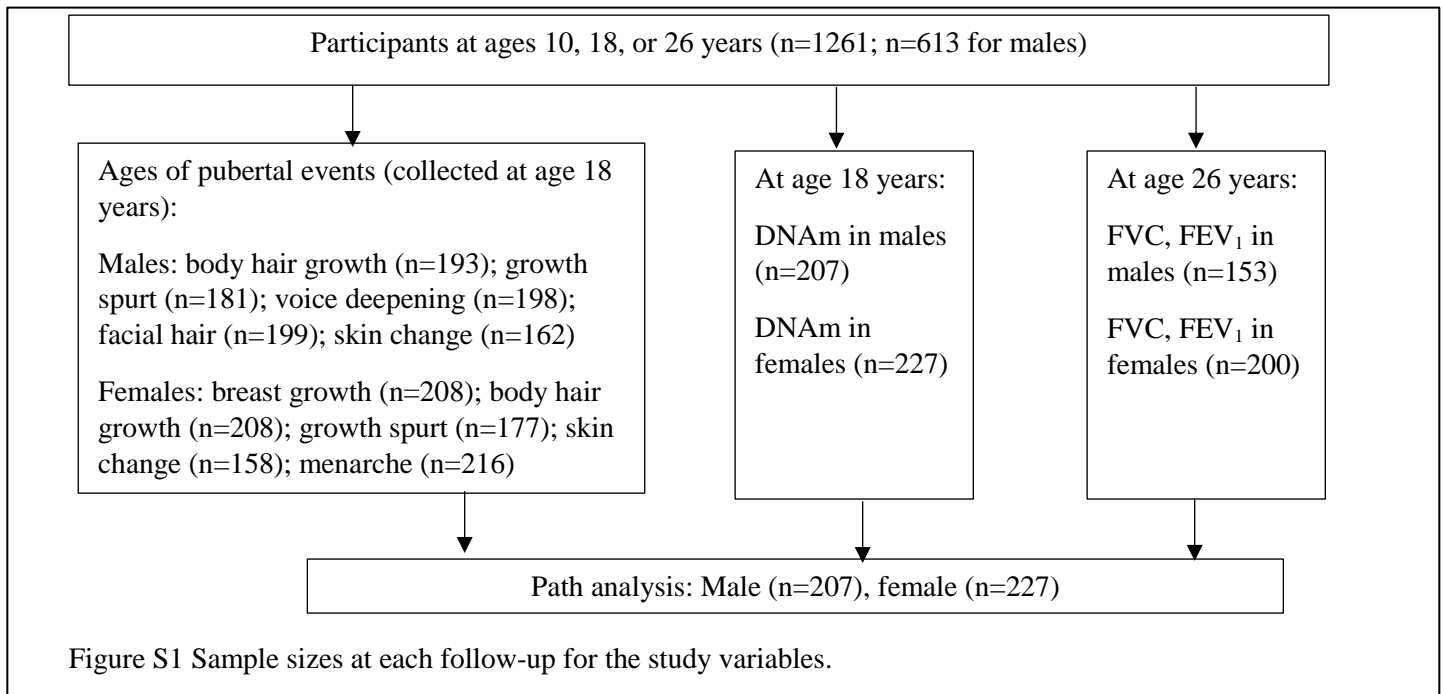 Participants at ages 10, 18, or 26 years (n=1261; n=613 for males)
Ages of pubertal events (collected at age 18
years):
Males: body hair growth (n=193); growth
spurt (n=181); voice deepening (n=198);
facial hair (n=199); skin change (n=162)
Females: breast growth (n=208); body hair
growth (n=208); growth spurt (n=177); skin
change (n=158); menarche (n=216)
At age 18 years:
DNAm in males
(n=207)
DNAm in
females (n=227)
At age 26 years:
FVC, FEV₁ in
males (n=153)
FVC, FEV₁ in
females (n=200)
Path analysis: Male (n=207), female (n=227)
Figure S1 Sample sizes at each follow-up for the study variables.